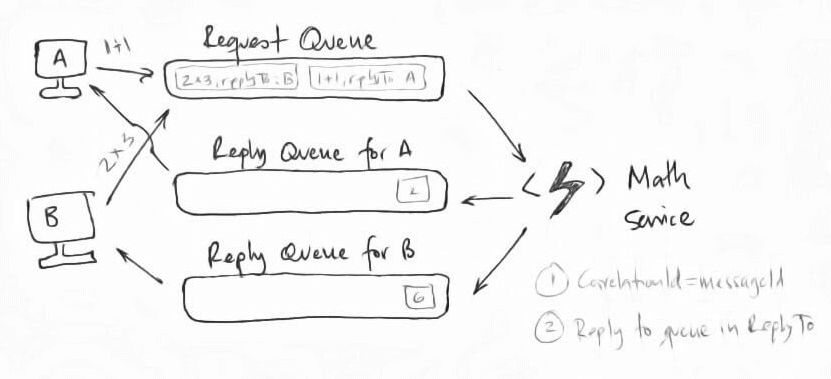 A
1+1
Request Queue
2×3, replyTo: B
1+1, replyTo A
2×3
Reply Queue for A
2
B
Reply Queue for B
6
< > Math
Service
① CorrelationId = messageId
② Reply to queue in ReplyTo